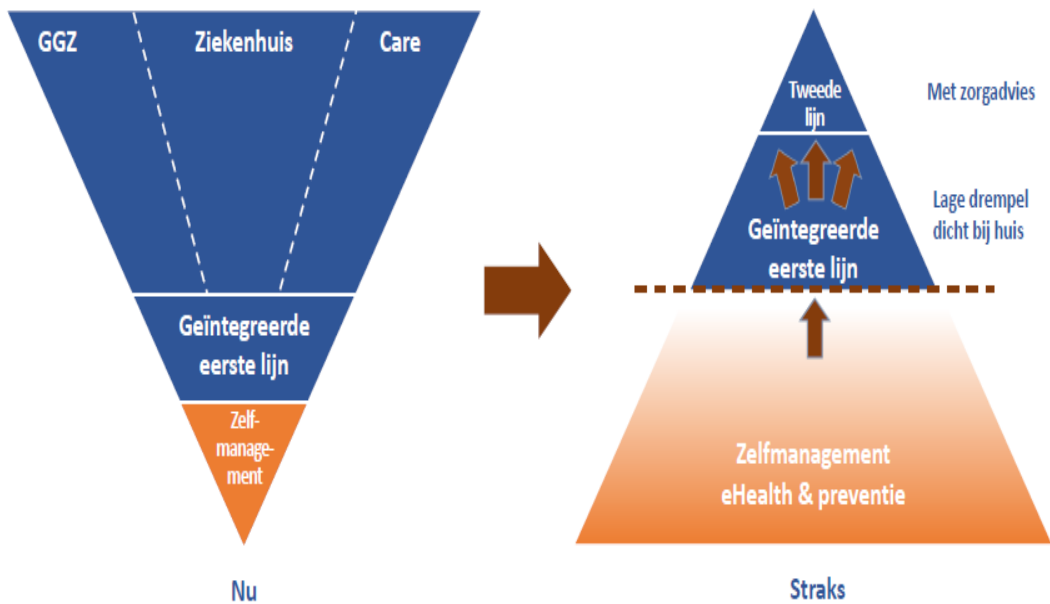 GGZ
Ziekenhuis
Care
Geïntegreerde
eerste lijn
Zelf-
manage-
ment
Nu
Tweede
lijn
Met zorgadvies
Geïntegreerde
eerste lijn
Lage drempel
dicht bij huis
Zelfmanagement
eHealth & preventie
Straks